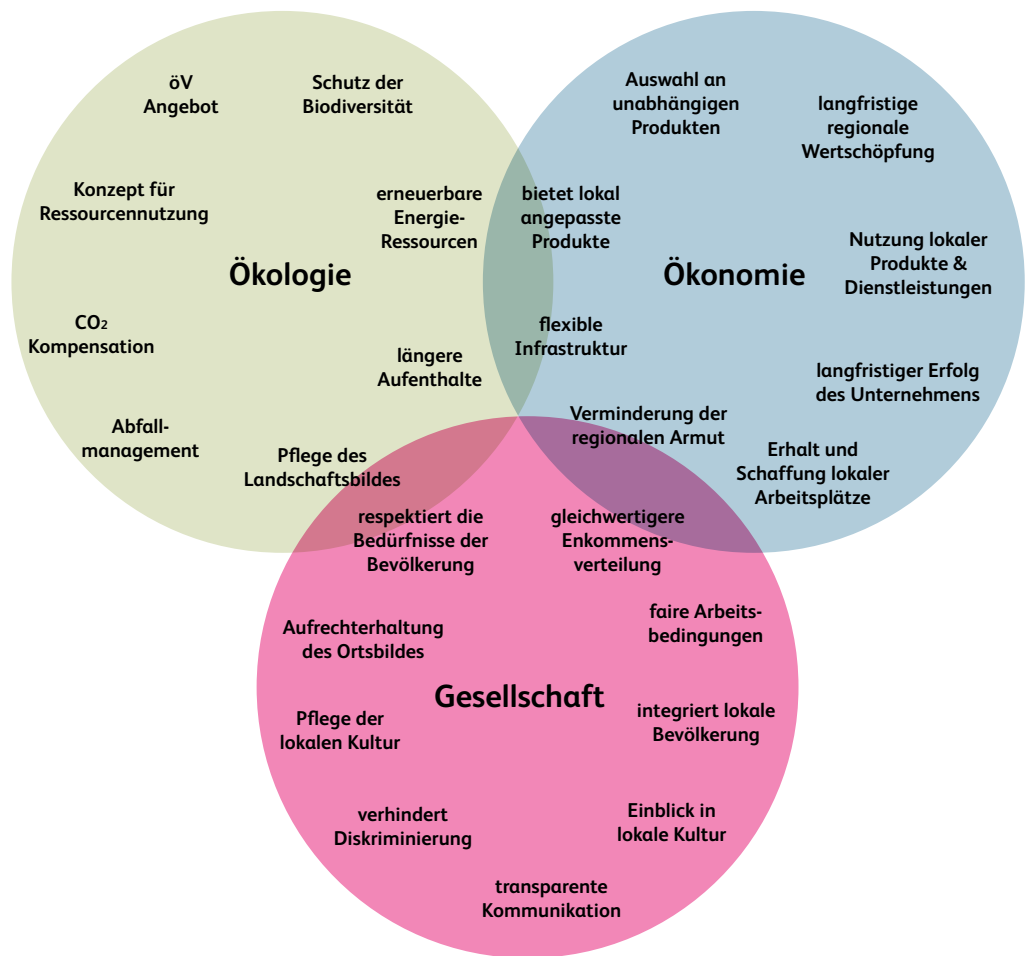 öV
Angebot
Schutz der
Biodiversität
Konzept für
Ressourcennutzung
erneuerbare
Energie-
Ressourcen
Ökologie
CO2
Kompensation
längere
Aufenthalte
Abfall-
management
Pflege des
Landschaftsbildes
Auswahl an
unabhängigen
Produkten
langfristige
regionale
Wertschöpfung
bietet lokal
angepasste
Produkte
Nutzung lokaler
Produkte &
Dienstleistungen
Ökonomie
flexible
Infrastruktur
langfristiger Erfolg
des Unternehmens
Verminderung der
regionalen Armut
Erhalt und
Schaffung lokaler
Arbeitsplätze
respektiert die
Bedürfnisse der
Bevölkerung
gleichwertigere
Enkommens-
verteilung
Aufrechterhaltung
des Ortsbildes
faire Arbeits-
bedingungen
Gesellschaft
Pflege der
lokalen Kultur
integriert lokale
Bevölkerung
verhindert
Diskriminierung
Einblick in
lokale Kultur
transparente
Kommunikation